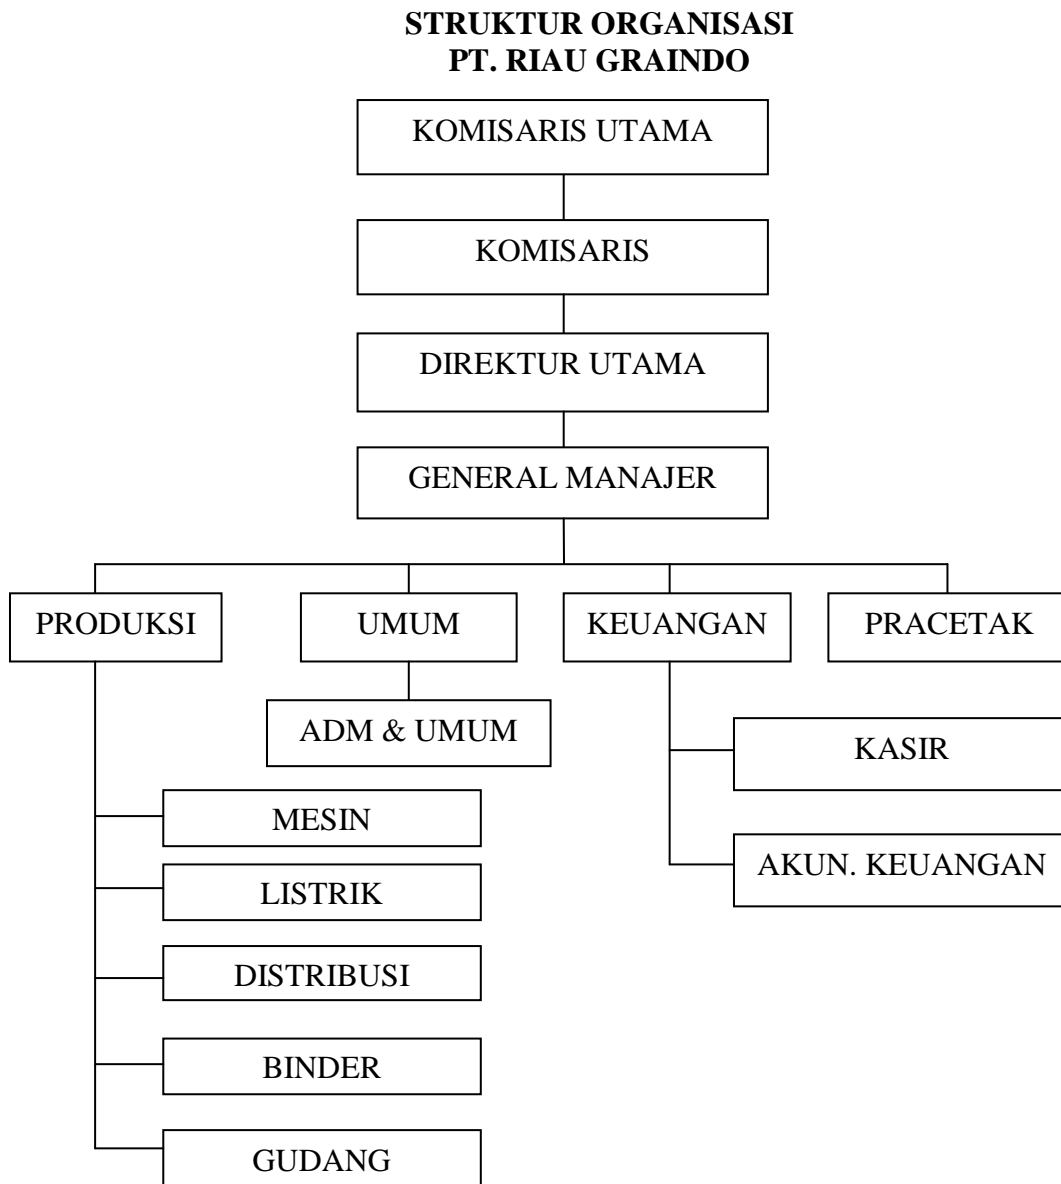 STRUKTUR ORGANISASI
PT. RIAU GRAINDO
KOMISARIS UTAMA
KOMISARIS
DIREKTUR UTAMA
GENERAL MANAJER
PRODUKSI
UMUM
KEUANGAN
PRACETAK
ADM & UMUM
KASIR
MESIN
AKUN. KEUANGAN
LISTRIK
DISTRIBUSI
BINDER
GUDANG